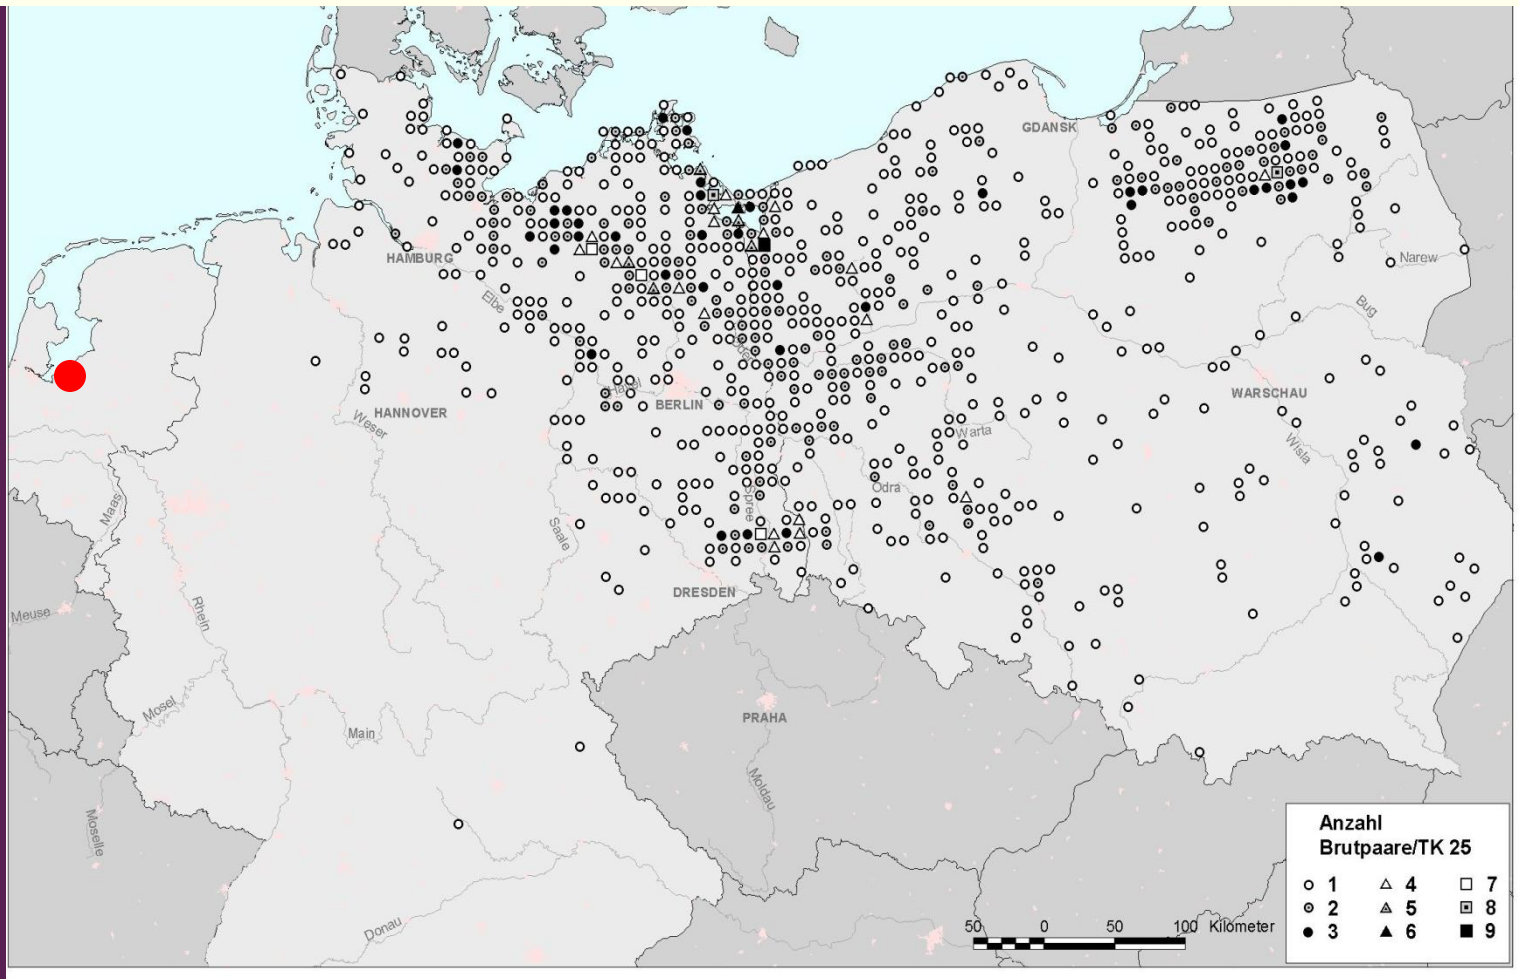 GDANSK
HAMBURG
Elbe
Narew
Bug
Oder
Havel
BERLIN
HANNOVER
Weser
WARSCHAU
Warta
Wisla
Maas
Odra
Spree
Saale
DRESDEN
Meuse
Rhein
Mosel
Main
PRAHA
Moldau
Moselle
Donau
Anzahl
Brutpaare/TK 25
1 4 7
2 5 8
3 6 9
50 0 50 100 Kilometer